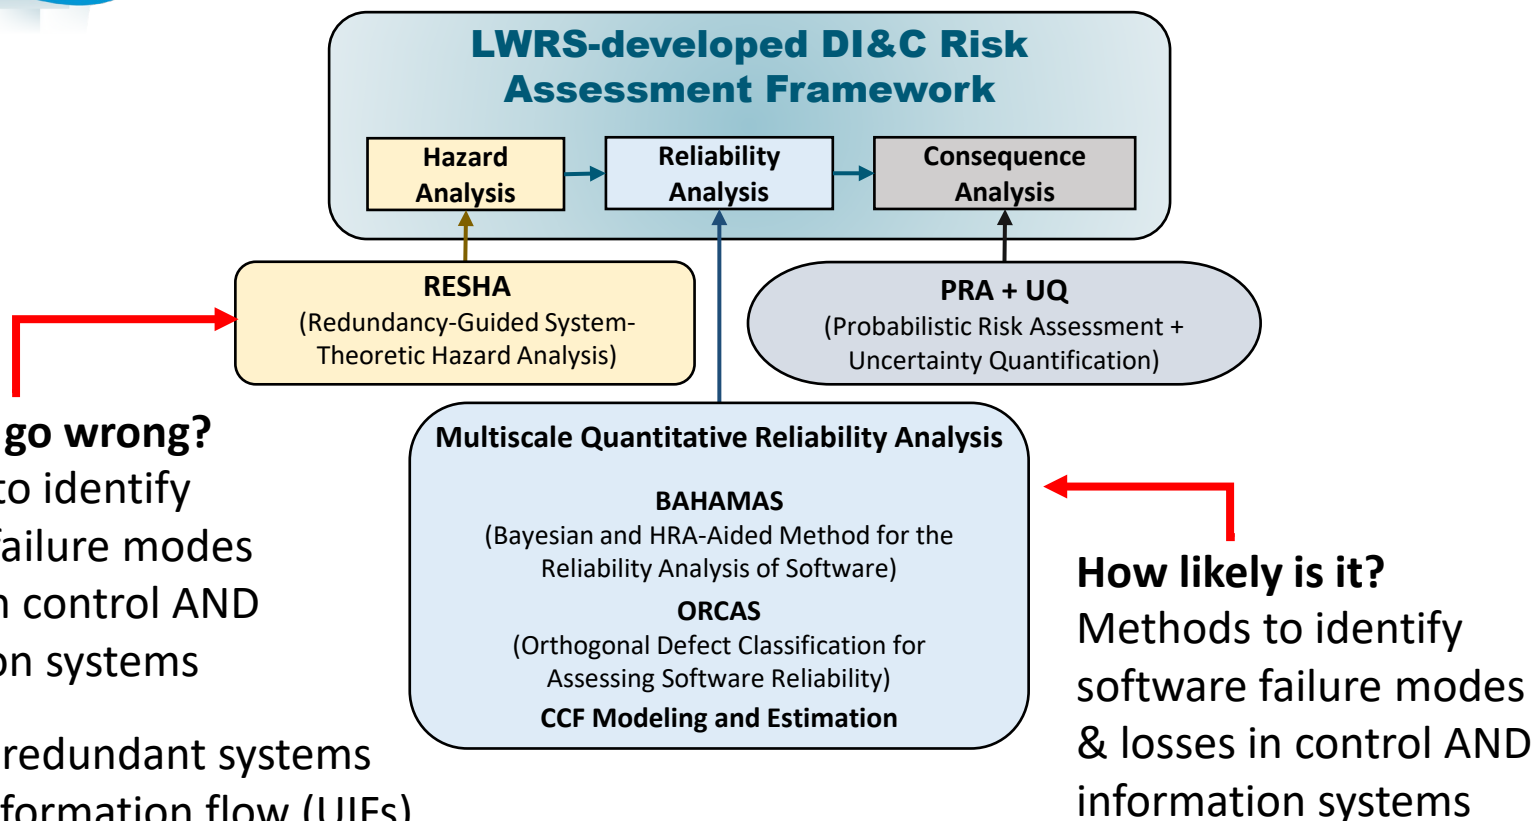 LWRS-developed DI&C Risk
Assessment Framework
Hazard
Analysis
Reliability
Analysis
Consequence
Analysis
RESHA
(Redundancy-Guided System-
Theoretic Hazard Analysis)
PRA + UQ
(Probabilistic Risk Assessment +
Uncertainty Quantification)
Multiscale Quantitative Reliability Analysis
BAHAMAS
(Bayesian and HRA-Aided Method for the
Reliability Analysis of Software)
ORCAS
(Orthogonal Defect Classification for
Assessing Software Reliability)
CCF Modeling and Estimation
go wrong?
to identify
failure modes
n control AND
on systems
redundant systems
formation flow (UIFs)
How likely is it?
Methods to identify
software failure modes
& losses in control AND
information systems